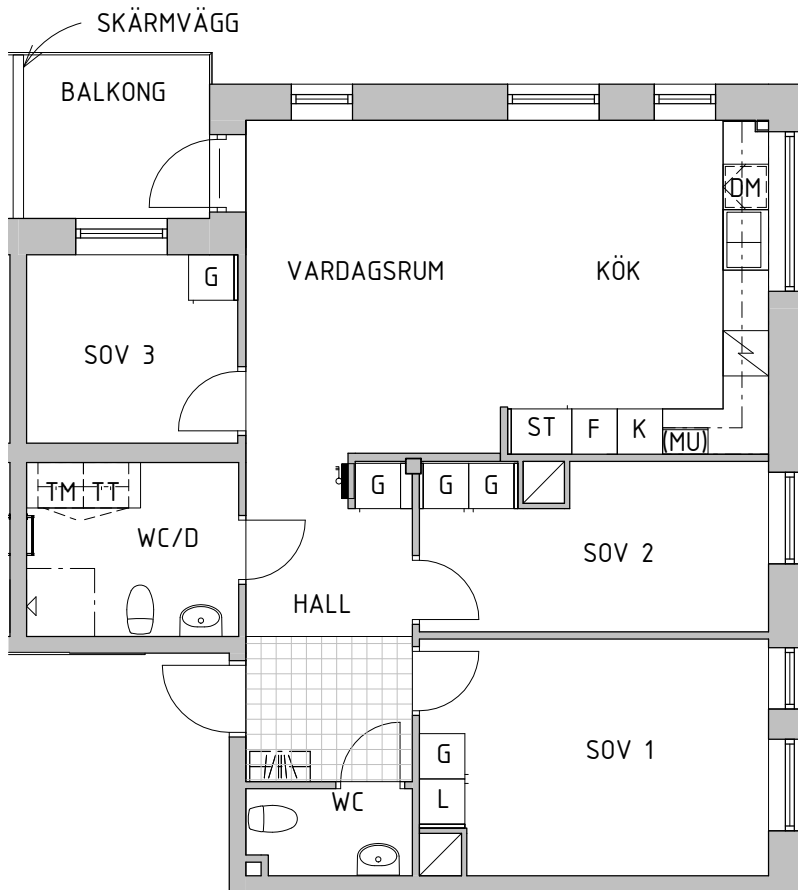 SKÄRMVÄGG
BALKONG
DM
G
VARDAGSRUM
KÖK
SOV 3
ST F K (MU)
TM TT
G G G
WC/D
SOV 2
HALL
G
SOV 1
L
WC